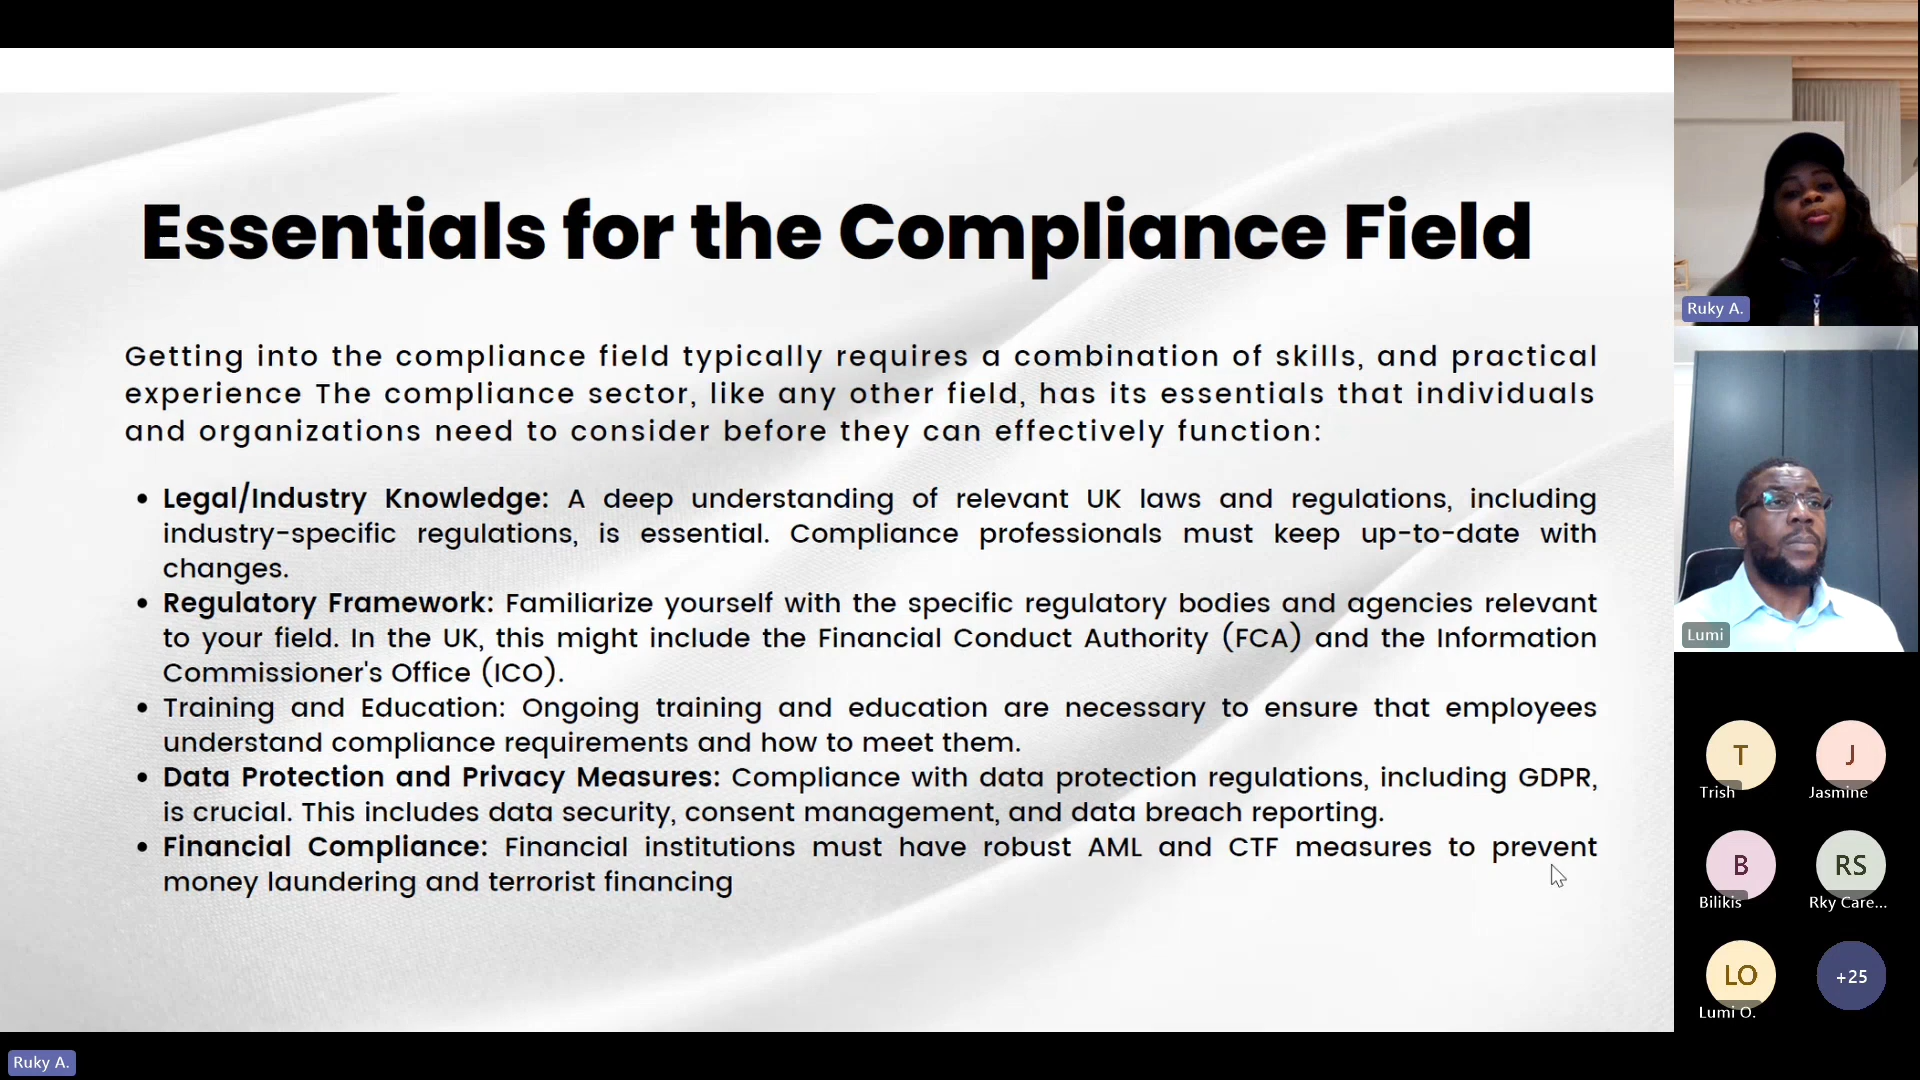 Essentials for the Compliance Field
Getting into the compliance field typically requires a combination of skills, and practical
experience The compliance sector, like any other field, has its essentials that individuals
and organizations need to consider before they can effectively function:
• Legal/Industry Knowledge: A deep understanding of relevant UK laws and regulations, including
industry-specific regulations, is essential. Compliance professionals must keep up-to-date with
changes.
• Regulatory Framework: Familiarize yourself with the specific regulatory bodies and agencies relevant
to your field. In the UK, this might include the Financial Conduct Authority (FCA) and the Information
Commissioner's Office (ICO).
• Training and Education: Ongoing training and education are necessary to ensure that employees
understand compliance requirements and how to meet them.
• Data Protection and Privacy Measures: Compliance with data protection regulations, including GDPR,
is crucial. This includes data security, consent management, and data breach reporting.
• Financial Compliance: Financial institutions must have robust AML and CTF measures to prevent
money laundering and terrorist financing
Ruky A.
Ruky A.
Lumi
T
Trish
J
Jasmine
B
Bilikis
RS
Rky Care...
LO
Lumi O.
+25